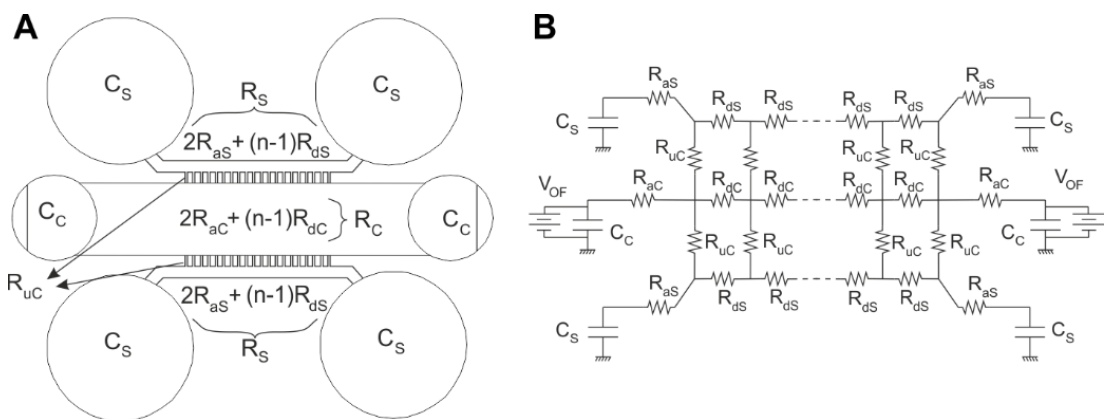 A
C_S C_S
R_S
2R_aS + (n-1)R_dS
C_C 2R_aC + (n-1)R_dC R_C C_C
R_uC
2R_aS + (n-1)R_dS
R_S
C_S C_S
B
R_aS R_aS
R_dS R_dS R_dS R_dS
C_S C_S
R_uC R_uC R_uC
V_OF V_OF
R_aC R_dC R_dC R_dC R_aC
C_C C_C
R_uC R_uC R_uC R_uC
R_aS R_aS
R_dS R_dS R_dS R_dS
C_S C_S